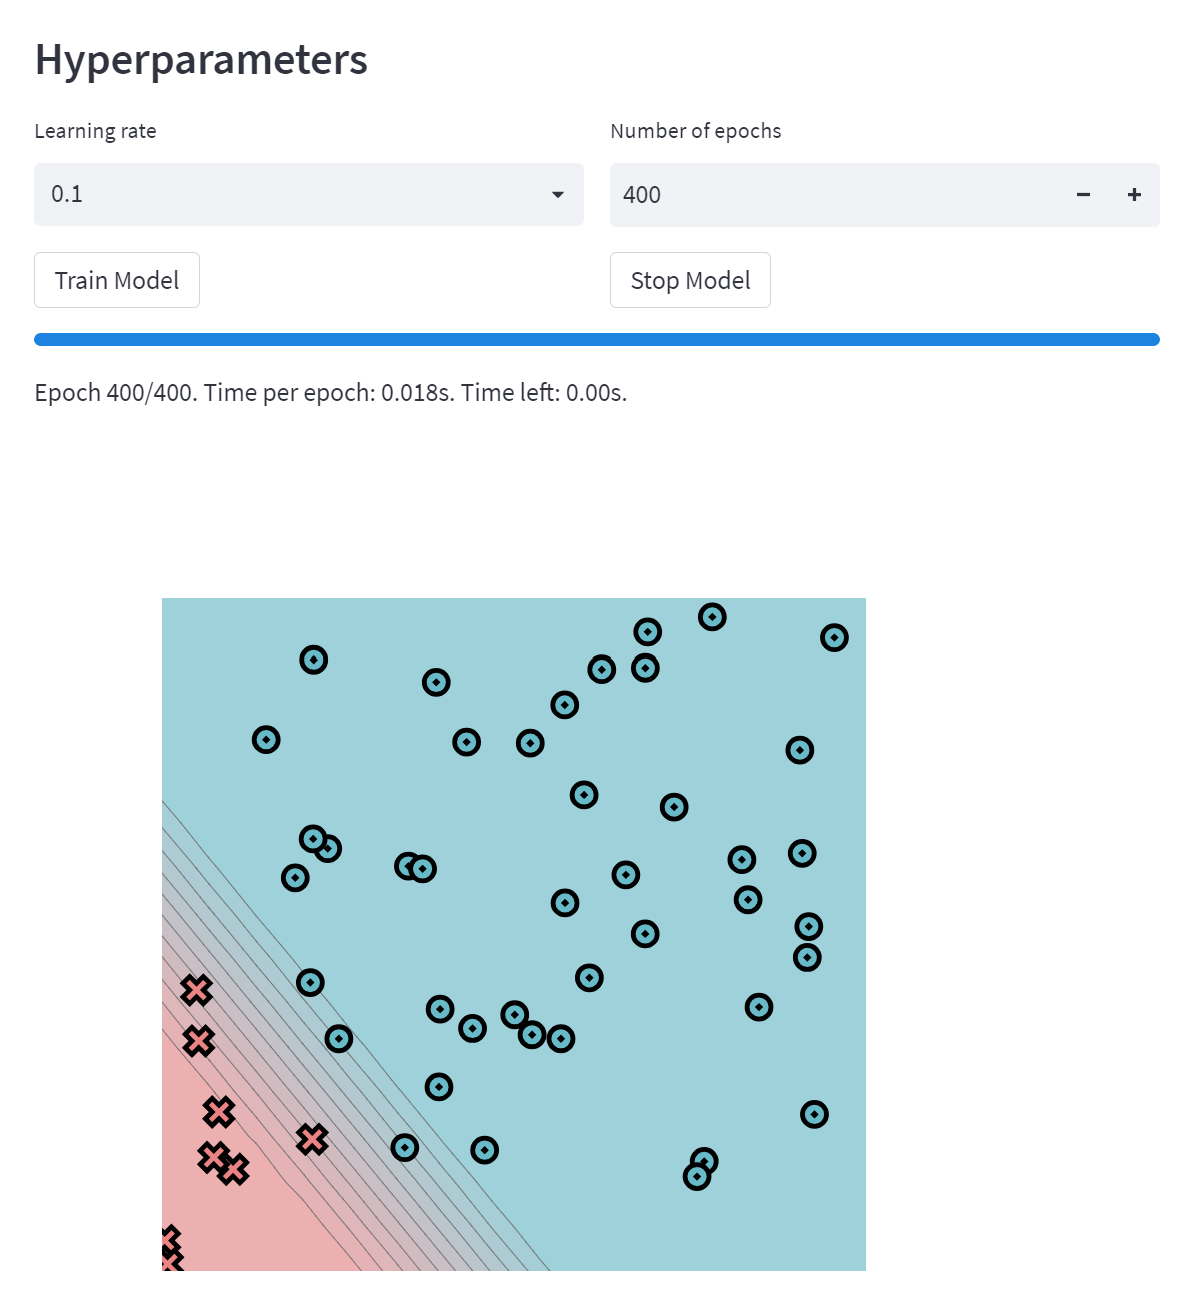 Hyperparameters
Learning rate
Number of epochs
0.1
400
Train Model
Stop Model
Epoch 400/400. Time per epoch: 0.018s. Time left: 0.00s.